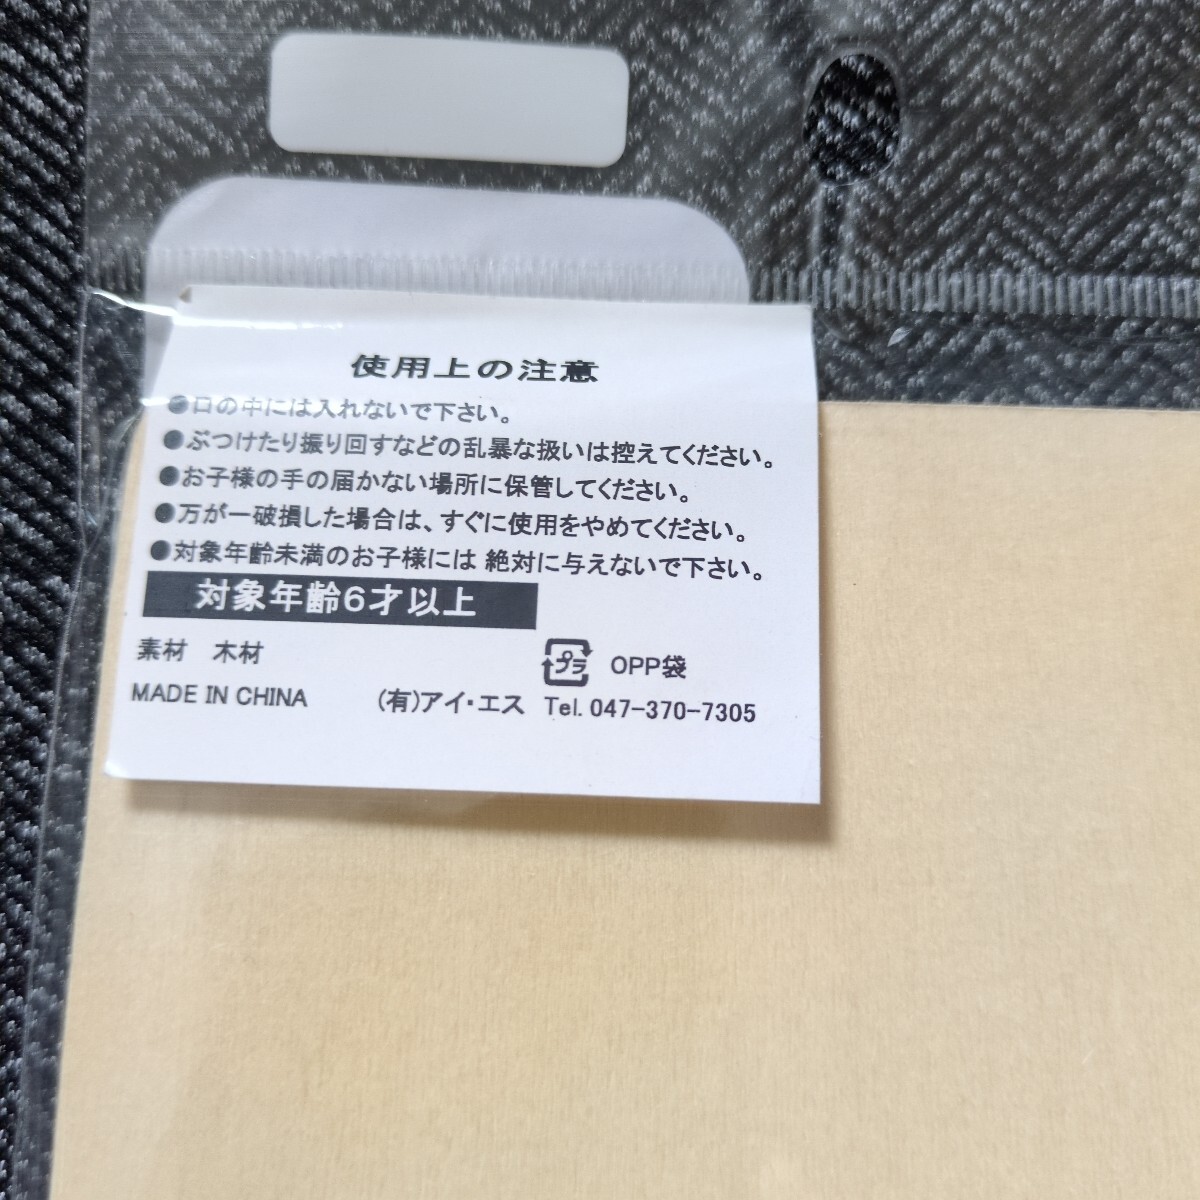 使用上の注意
●口の中には入れないで下さい。
●ぶつけたり振り回すなどの乱暴な扱いは控えてください。
●お子様の手の届かない場所に保管してください。
●万が一破損した場合は、すぐに使用をやめてください。
●対象年齢未満のお子様には 絶対に与えないで下さい。
対象年齢6才以上
素材 木材 プラ OPP袋
MADE IN CHINA (有)アイ・エス Tel. 047-370-7305